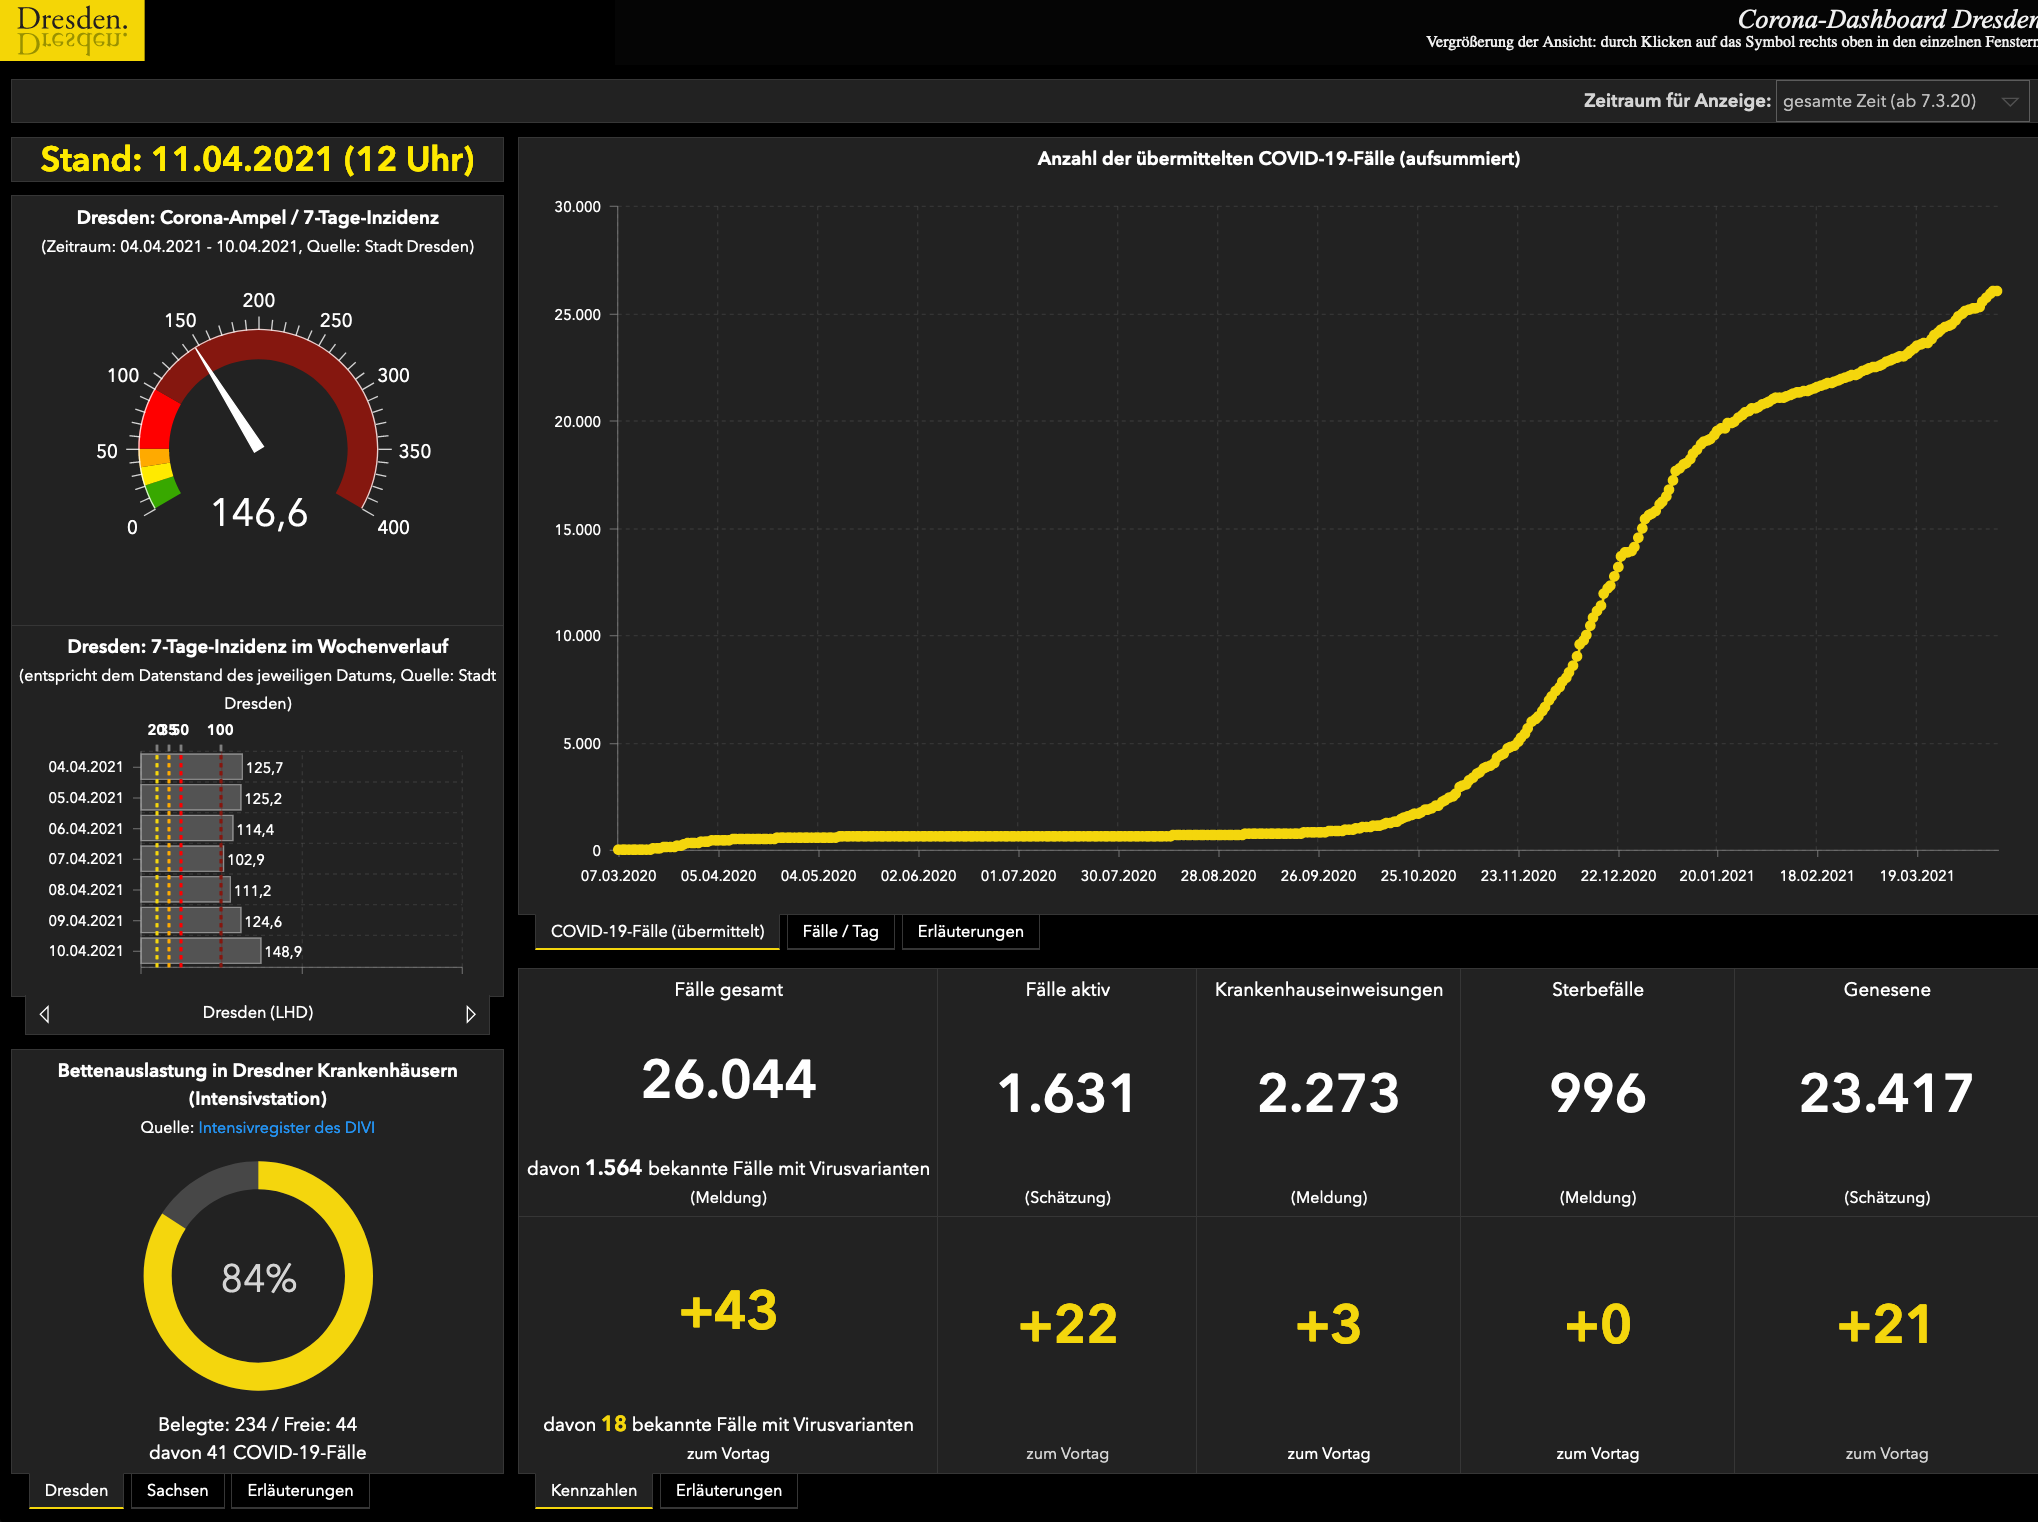 Dresden.
Dresden.
Corona-Dashboard Dresden
Vergrößerung der Ansicht: durch Klicken auf das Symbol rechts oben in den einzelnen Fenstern
Zeitraum für Anzeige: gesamte Zeit (ab 7.3.20)
Stand: 11.04.2021 (12 Uhr)
Dresden: Corona-Ampel / 7-Tage-Inzidenz
(Zeitraum: 04.04.2021 - 10.04.2021, Quelle: Stadt Dresden)
0
50
100
150
200
250
300
350
400
146,6
Dresden: 7-Tage-Inzidenz im Wochenverlauf
(entspricht dem Datenstand des jeweiligen Datums, Quelle: Stadt
Dresden)
20 35 50 100
04.04.2021 125,7
05.04.2021 125,2
06.04.2021 114,4
07.04.2021 102,9
08.04.2021 111,2
09.04.2021 124,6
10.04.2021 148,9
Dresden (LHD)
Bettenauslastung in Dresdner Krankenhäusern
(Intensivstation)
Quelle: Intensivregister des DIVI
84%
Belegte: 234 / Freie: 44
davon 41 COVID-19-Fälle
Dresden Sachsen Erläuterungen
Anzahl der übermittelten COVID-19-Fälle (aufsummiert)
30.000
25.000
20.000
15.000
10.000
5.000
0
07.03.2020 05.04.2020 04.05.2020 02.06.2020 01.07.2020 30.07.2020 28.08.2020 26.09.2020 25.10.2020 23.11.2020 22.12.2020 20.01.2021 18.02.2021 19.03.2021
COVID-19-Fälle (übermittelt) Fälle / Tag Erläuterungen
Fälle gesamt
26.044
davon 1.564 bekannte Fälle mit Virusvarianten
(Meldung)
+43
davon 18 bekannte Fälle mit Virusvarianten
zum Vortag
Fälle aktiv
1.631
(Schätzung)
+22
zum Vortag
Krankenhauseinweisungen
2.273
(Meldung)
+3
zum Vortag
Sterbefälle
996
(Meldung)
+0
zum Vortag
Genesene
23.417
(Schätzung)
+21
zum Vortag
Kennzahlen Erläuterungen